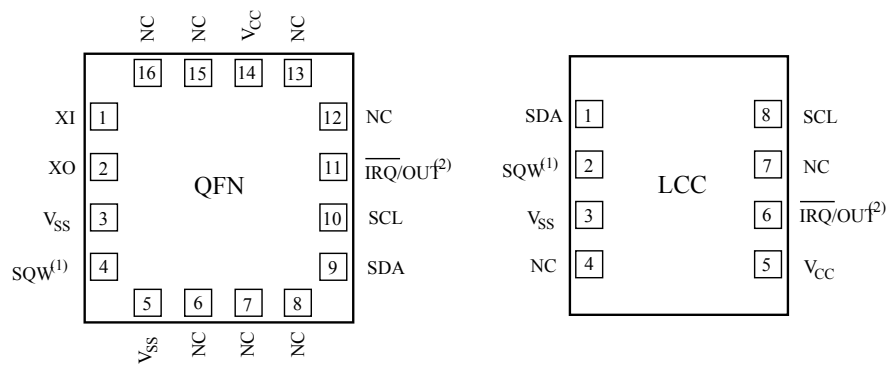 NC NC VCC NC
16 15 14 13
XI 1 12 NC
SDA 1 8 SCL
XO 2 11 IRQ/OUT(2)
SQW(1) 2 7 NC
QFN
LCC
VSS 3 10 SCL
VSS 3 6 IRQ/OUT(2)
SQW(1) 4 9 SDA
NC 4 5 VCC
5 6 7 8
VSS NC NC NC